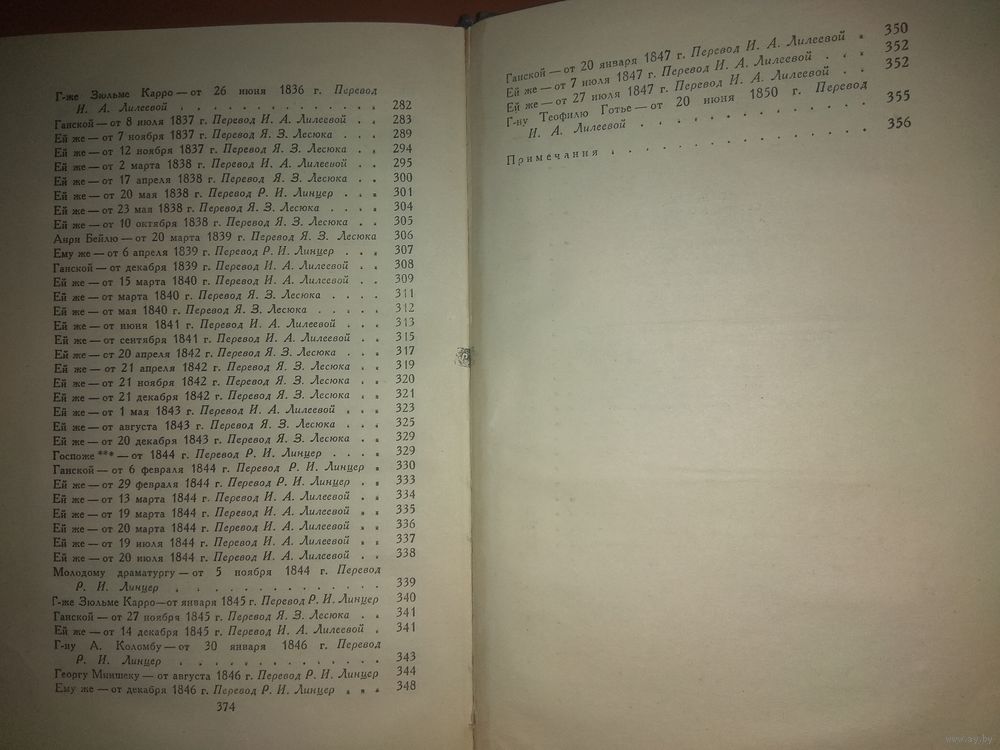 Г-же Зюльме Карро — от 26 июня 1836 г. Перевод
И. А. Лилеевой . . . . . . . . . . . . . 282
Ганской — от 8 июля 1837 г. Перевод И. А. Лилеевой . . 283
Ей же — от 7 ноября 1837 г. Перевод Я. З. Лесюка . . 289
Ей же — от 12 ноября 1837 г. Перевод Я. З. Лесюка . . 294
Ей же — от 2 марта 1838 г. Перевод И. А. Лилеевой . . 295
Ей же — от 17 апреля 1838 г. Перевод Я. З. Лесюка . . 300
Ей же — от 20 мая 1838 г. Перевод Р. И. Линцер . . . 301
Ей же — от 23 мая 1838 г. Перевод Я. З. Лесюка . . . . 304
Ей же — от 10 октября 1838 г. Перевод Я. З. Лесюка . . 305
Анри Бейлю — от 20 марта 1839 г. Перевод Я. З. Лесюка 306
Ему же — от 6 апреля 1839 г. Перевод Р. И. Линцер . . . 307
Ганской — от декабря 1839 г. Перевод И. А. Лилеевой . . 308
Ей же — от 15 марта 1840 г. Перевод И. А. Лилеевой . . 309
Ей же — от марта 1840 г. Перевод Я. З. Лесюка . . . . 311
Ей же — от мая 1840 г. Перевод Я. З. Лесюка . . . . . 312
Ей же — от июня 1841 г. Перевод И. А. Лилеевой . . . 313
Ей же — от сентября 1841 г. Перевод И. А. Лилеевой . . 315
Ей же — от 20 апреля 1842 г. Перевод Я. З. Лесюка . . . 317
Ей же — от 21 апреля 1842 г. Перевод Я. З. Лесюка . . 319
Ей же — от 21 ноября 1842 г. Перевод Я. З. Лесюка . . 320
Ей же — от 21 декабря 1842 г. Перевод Я. З. Лесюка . . 321
Ей же — от 1 мая 1843 г. Перевод И. А. Лилеевой . . . 323
Ей же — от августа 1843 г. Перевод Я. З. Лесюка . . . 325
Ей же — от 20 декабря 1843 г. Перевод Я. З. Лесюка . . 329
Госпоже *** — от 1844 г. Перевод Р. И. Линцер . . . . 329
Ганской — от 6 февраля 1844 г. Перевод Р. И. Линцер . 330
Ей же — от 29 февраля 1844 г. Перевод Р. И. Линцер . . 333
Ей же — от 13 марта 1844 г. Перевод И. А. Лилеевой . . 334
Ей же — от 19 марта 1844 г. Перевод И. А. Лилеевой . . 335
Ей же — от 20 марта 1844 г. Перевод И. А. Лилеевой . . 336
Ей же — от 19 июля 1844 г. Перевод И. А. Лилеевой . . 337
Ей же — от 20 июля 1844 г. Перевод И. А. Лилеевой . . 338
Молодому драматургу — от 5 ноября 1844 г. Перевод
Р. И. Линцер . . . . . . . . . . . . 339
Г-же Зюльме Карро — от января 1845 г. Перевод Р. И. Линцер 340
Ганской — от 27 ноября 1845 г. Перевод Я. З. Лесюка . . 341
Ей же — от 14 декабря 1845 г. Перевод И. А. Лилеевой . 341
Г-ну А. Коломбу — от 30 января 1846 г. Перевод
Р. И. Линцер . . . . . . . . . . . . 343
Георгу Мнишеку — от августа 1846 г. Перевод Р. И. Линцер 344
Ему же — от декабря 1846 г. Перевод Р. И. Линцер . . . 348
374
Ганской — от 20 января 1847 г. Перевод И. А. Лилеевой . 350
Ей же — от 7 июля 1847 г. Перевод И. А. Лилеевой . . . 352
Ей же — от 27 июля 1847 г. Перевод И. А. Лилеевой . . 352
Г-ну Теофилю Готье — от 20 июня 1850 г. Перевод
И. А. Лилеевой . . . . . . . . . . . . 355
Примечания . . . . . . . . . . . . . . 356
www.ay.by